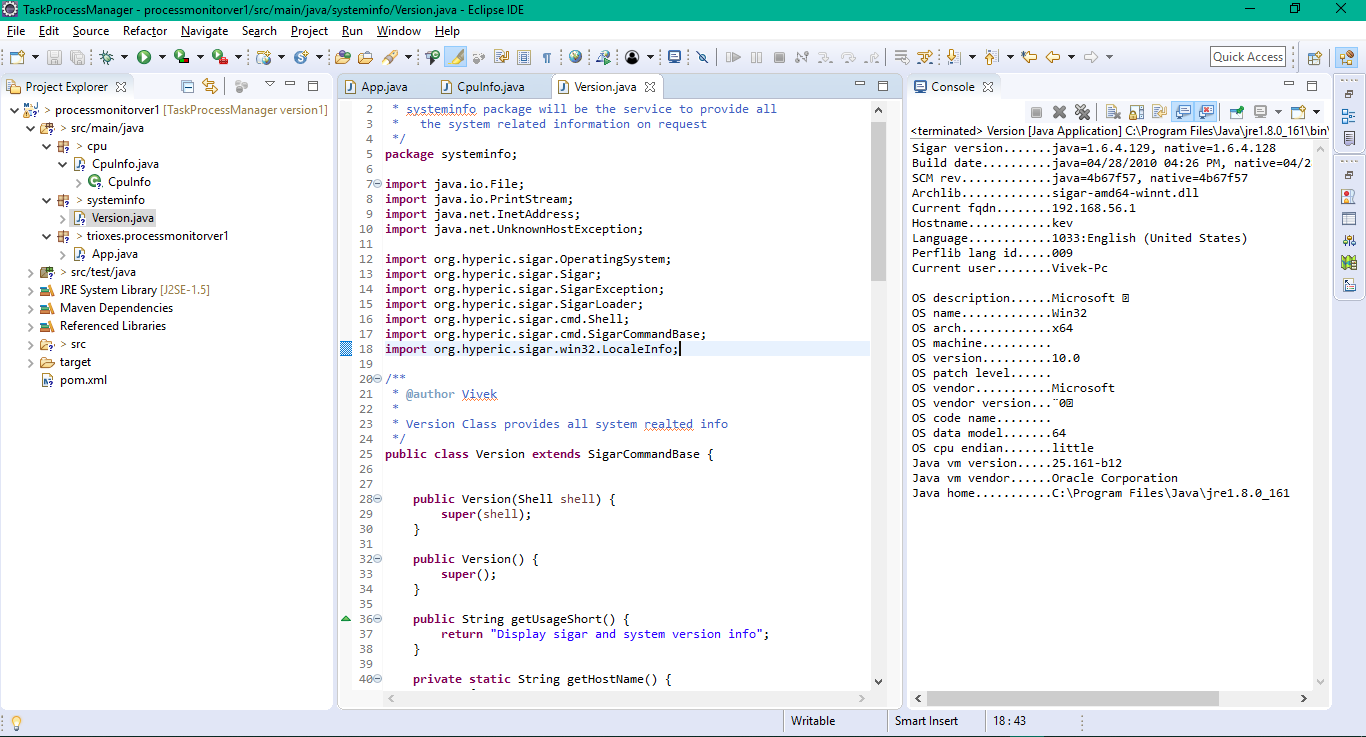 TaskProcessManager - processmonitorver1/src/main/java/systeminfo/Version.java - Eclipse IDE
File Edit Source Refactor Navigate Search Project Run Window Help
Quick Access
Project Explorer
processmonitorver1 [TaskProcessManager version1]
> src/main/java
> cpu
CpuInfo.java
CpuInfo
> systeminfo
Version.java
> trioxes.processmonitorver1
App.java
> src/test/java
JRE System Library [J2SE-1.5]
Maven Dependencies
Referenced Libraries
> src
target
pom.xml
App.java CpuInfo.java Version.java
2 * systeminfo package will be the service to provide all
3 *   the system related information on request
4 */
5 package systeminfo;
6
7 import java.io.File;
8 import java.io.PrintStream;
9 import java.net.InetAddress;
10 import java.net.UnknownHostException;
11
12 import org.hyperic.sigar.OperatingSystem;
13 import org.hyperic.sigar.Sigar;
14 import org.hyperic.sigar.SigarException;
15 import org.hyperic.sigar.SigarLoader;
16 import org.hyperic.sigar.cmd.Shell;
17 import org.hyperic.sigar.cmd.SigarCommandBase;
18 import org.hyperic.sigar.win32.LocaleInfo;
19
20 /**
21 * @author Vivek
22 *
23 * Version Class provides all system realted info
24 */
25 public class Version extends SigarCommandBase {
26
27
28 public Version(Shell shell) {
29 super(shell);
30 }
31
32 public Version() {
33 super();
34 }
35
36 public String getUsageShort() {
37 return "Display sigar and system version info";
38 }
39
40 private static String getHostName() {
Console
<terminated> Version [Java Application] C:\Program Files\Java\jre1.8.0_161\bin\
Sigar version.......java=1.6.4.129, native=1.6.4.128
Build date..........java=04/28/2010 04:26 PM, native=04/2
SCM rev.............java=4b67f57, native=4b67f57
Archlib.............sigar-amd64-winnt.dll
Current fqdn........192.168.56.1
Hostname............kev
Language............1033:English (United States)
Perflib lang id.....009
Current user........Vivek-Pc
OS description......Microsoft
OS name.............Win32
OS arch.............x64
OS machine..........
OS version..........10.0
OS patch level......
OS vendor...........Microsoft
OS vendor version...¨0
OS code name........
OS data model.......64
OS cpu endian.......little
Java vm version.....25.161-b12
Java vm vendor......Oracle Corporation
Java home...........C:\Program Files\Java\jre1.8.0_161
Writable Smart Insert 18 : 43